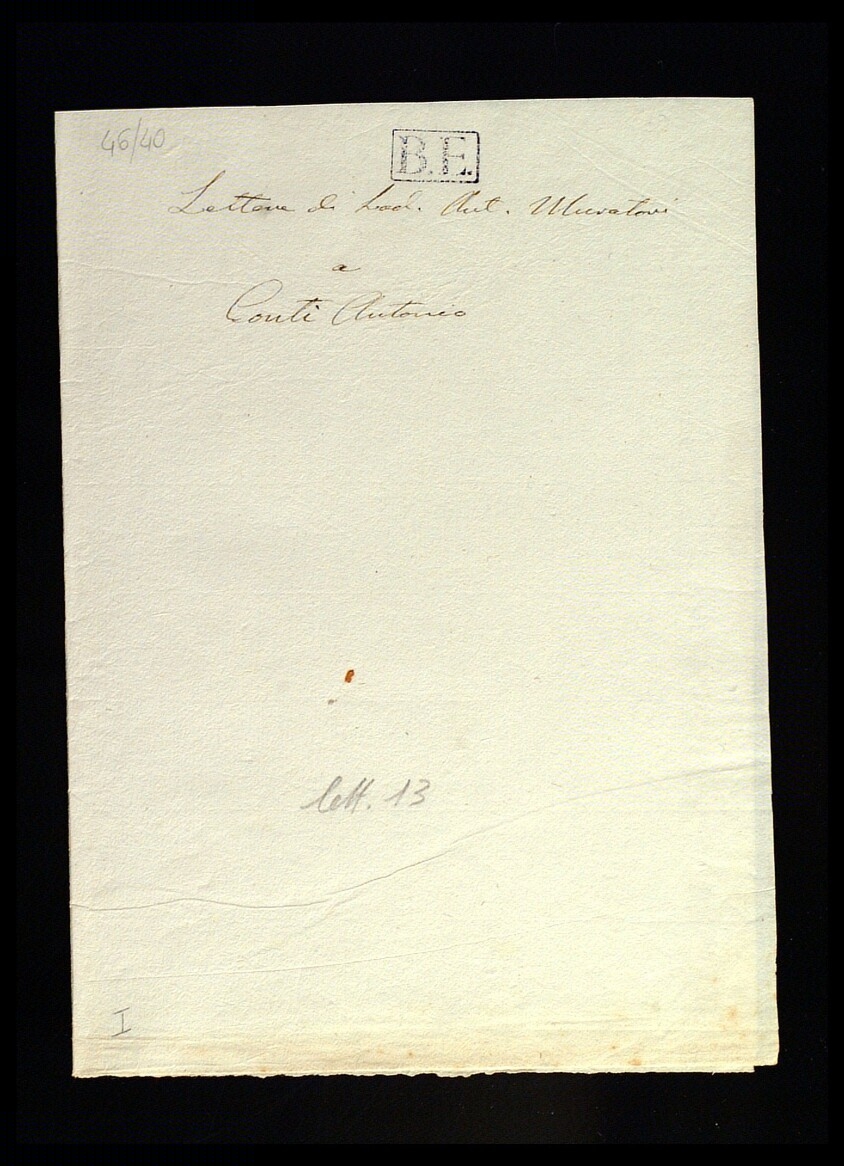 46/40
B.E.
Lettere di Lod. Ant. Muratori
a
Conti Antonio
lett. 13
I